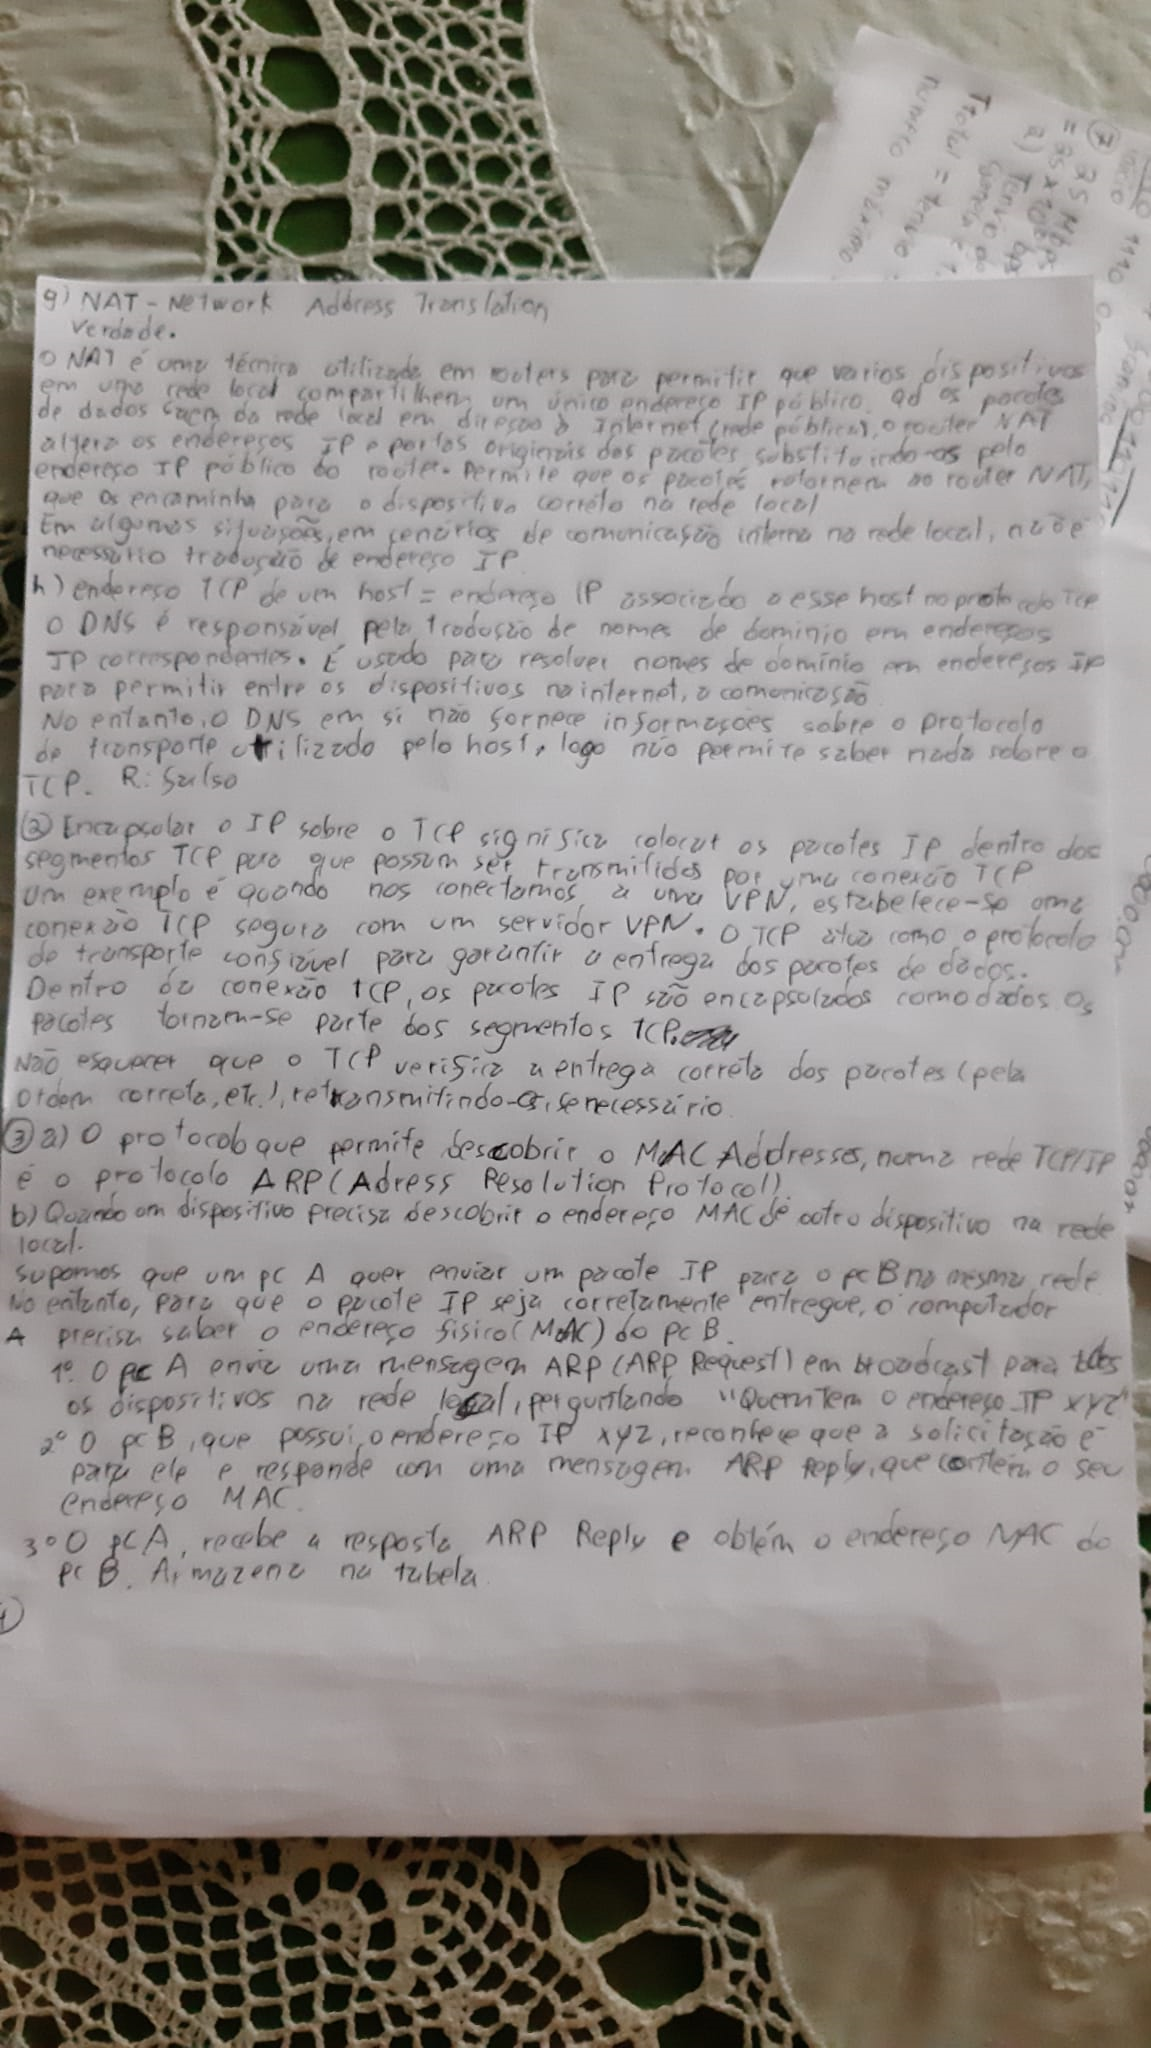 g) NAT - Network Address Translation
Verdade.
O NAT é uma técnica utilizada em routers para permitir que varios dispositivos
em uma rede local compartilhem um único endereço IP público. Qd os pacotes
de dados saem da rede local em direção à Internet (rede pública), o router NAT
altera os endereços IP e portas originais dos pacotes substituindo-os pelo
endereço IP público do router. Permite que os pacotes retornem ao router NAT,
que os encaminha para o dispositivo correto na rede local
Em algumas situações, em cenários de comunicação interna na rede local, não é
necessário tradução de endereço IP.
h) endereço TCP de um host = endereço IP associado a esse host no protocolo TCP
O DNS é responsável pela tradução de nomes de dominio em endereços
IP correspondentes. É usado para resolver nomes de domínio em endereços IP
para permitir entre os dispositivos na internet, a comunicação
No entanto, o DNS em si não fornece informações sobre o protocolo
de transporte utilizado pelo host, logo não permite saber nada sobre o
TCP. R: falso
② Encapsular o IP sobre o TCP significa colocar os pacotes IP dentro dos
segmentos TCP para que possam ser transmitidos por uma conexão TCP
Um exemplo é quando nos conectamos a uma VPN, estabelece-se uma
conexão TCP segura com um servidor VPN. O TCP atua como o protocolo
de transporte confiável para garantir a entrega dos pacotes de dados.
Dentro da conexão TCP, os pacotes IP são encapsulados como dados Os
pacotes tornam-se parte dos segmentos TCP.
Não esquecer que o TCP verifica a entrega correta dos pacotes (pela
ordem correta, etc.), retransmitindo-os, se necessário.
③ a) O protocolo que permite descobrir o MAC Addresses, numa rede TCP/IP
é o protocolo ARP (Adress Resolution Protocol)
b) Quando um dispositivo precisa descobrir o endereço MAC de outro dispositivo na rede
local.
Supomos que um pc A quer enviar um pacote IP para o pc B na mesma rede
No entanto, para que o pacote IP seja corretamente entregue, o computador
A precisa saber o endereço físico (MAC) do pc B.
1º. O pc A envia uma mensagem ARP (ARP Request) em broadcast para todos
os dispositivos na rede local, perguntando "Quem tem o endereço IP xyz"
2º O pc B, que possui o endereço IP xyz, reconhece que a solicitação é
para ele e responde com uma mensagem ARP Reply, que contém o seu
endereço MAC.
3º O pc A, recebe a resposta ARP Reply e obtém o endereço MAC do
pc B. Armazena na tabela
⑦ 25 Mbps
= 25 x bps
a) Tempo de
Ttotal = tempo
número máximo